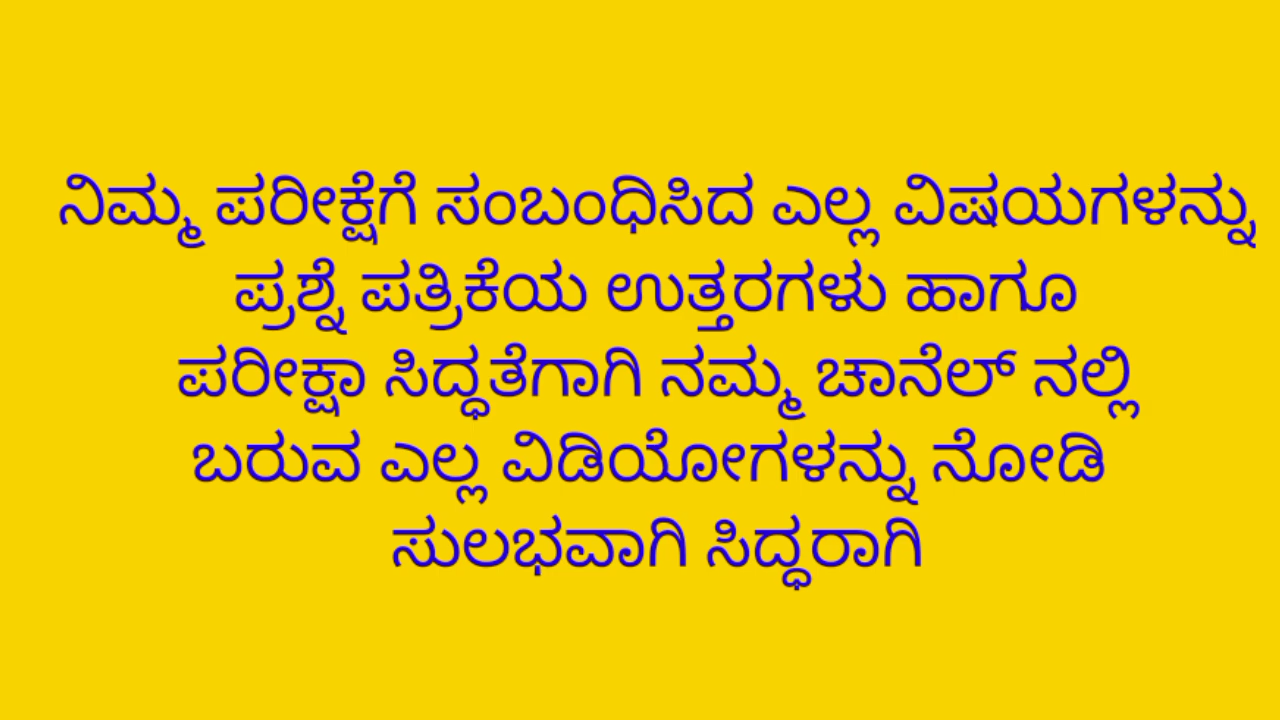 ನಿಮ್ಮ ಪರೀಕ್ಷೆಗೆ ಸಂಬಂಧಿಸಿದ ಎಲ್ಲ ವಿಷಯಗಳನ್ನು
ಪ್ರಶ್ನೆ ಪತ್ರಿಕೆಯ ಉತ್ತರಗಳು ಹಾಗೂ
ಪರೀಕ್ಷಾ ಸಿದ್ಧತೆಗಾಗಿ ನಮ್ಮ ಚಾನೆಲ್ ನಲ್ಲಿ
ಬರುವ ಎಲ್ಲ ವಿಡಿಯೋಗಳನ್ನು ನೋಡಿ
ಸುಲಭವಾಗಿ ಸಿದ್ಧರಾಗಿ